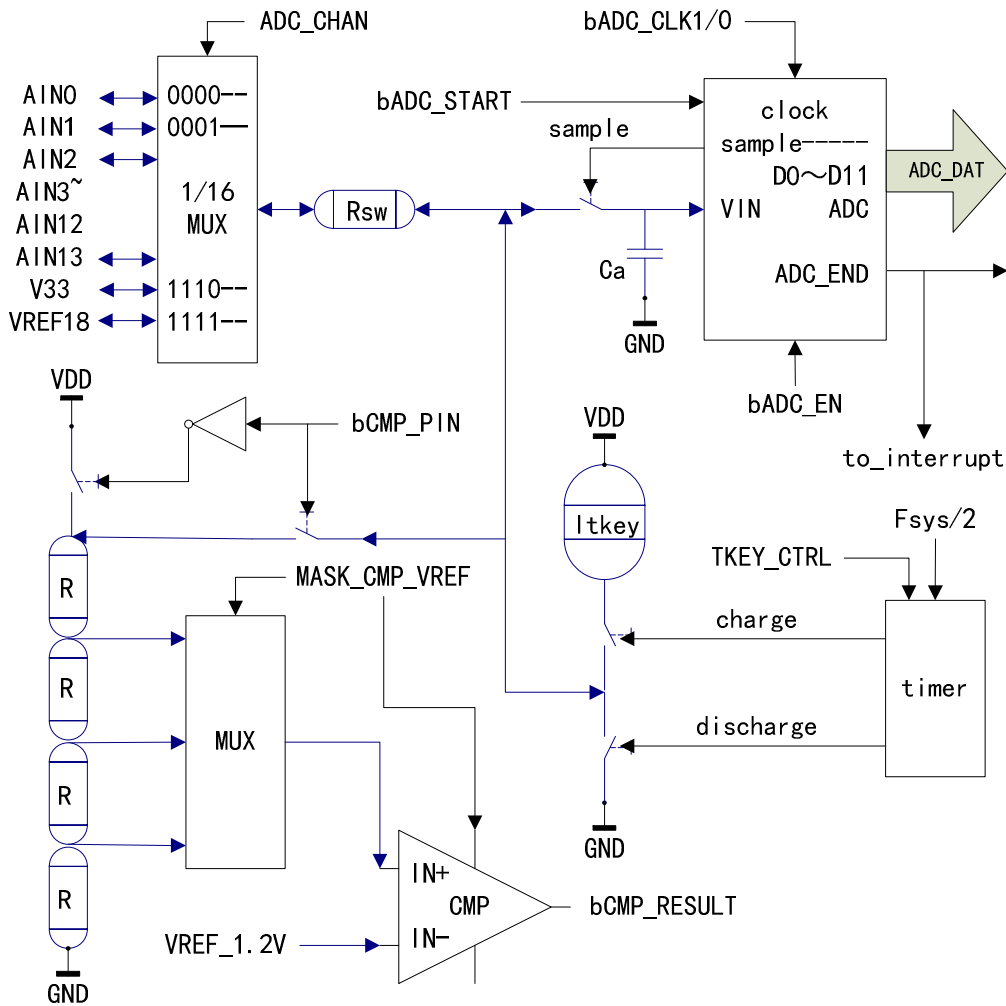 ADC_CHAN
bADC_CLK1/0
AIN0
0000--
AIN1
0001--
AIN2
AIN3~
1/16
AIN12
MUX
AIN13
V33
1110--
VREF18
1111--
Rsw
bADC_START
sample
clock
sample-----
D0～D11
VIN
ADC
ADC_END
ADC_DAT
Ca
GND
bADC_EN
to_interrupt
VDD
bCMP_PIN
VDD
Itkey
Fsys/2
TKEY_CTRL
MASK_CMP_VREF
R
R
R
R
MUX
charge
timer
discharge
GND
IN+
CMP
IN-
bCMP_RESULT
VREF_1.2V
GND